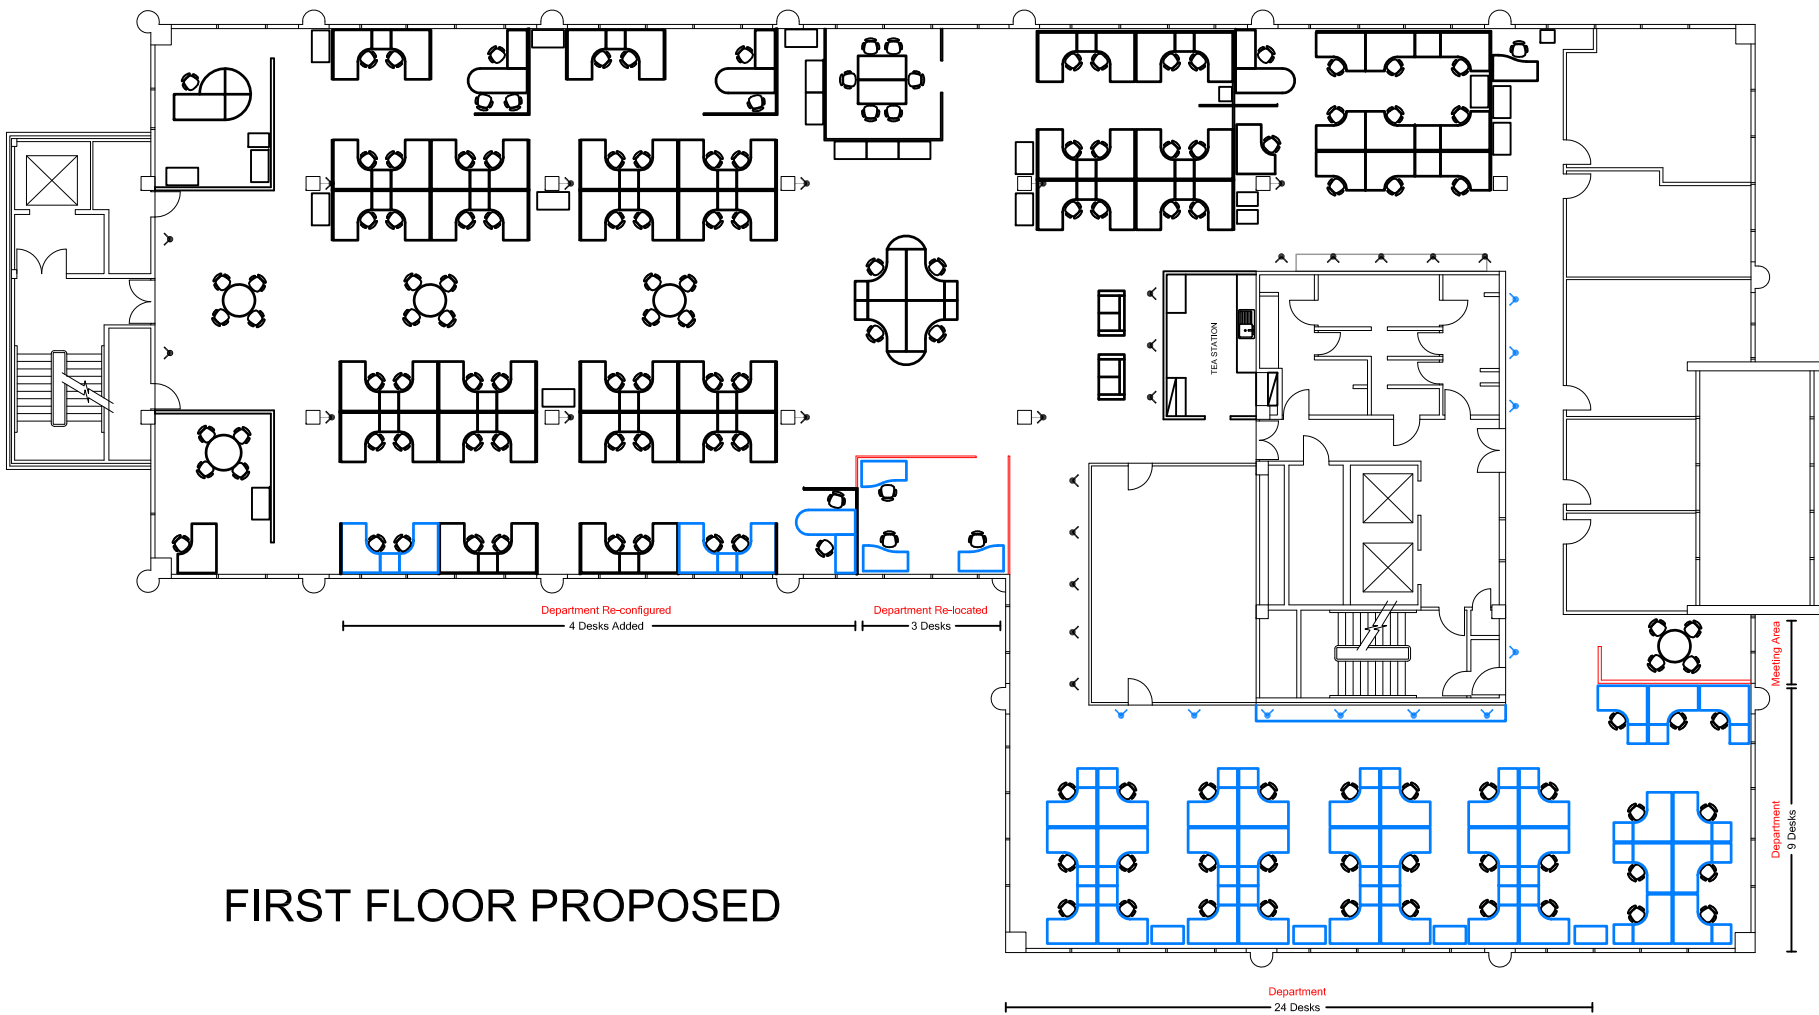 TEA STATION
Department Re-configured
4 Desks Added
Department Re-located
3 Desks
Meeting Area
Department
9 Desks
FIRST FLOOR PROPOSED
Department
24 Desks